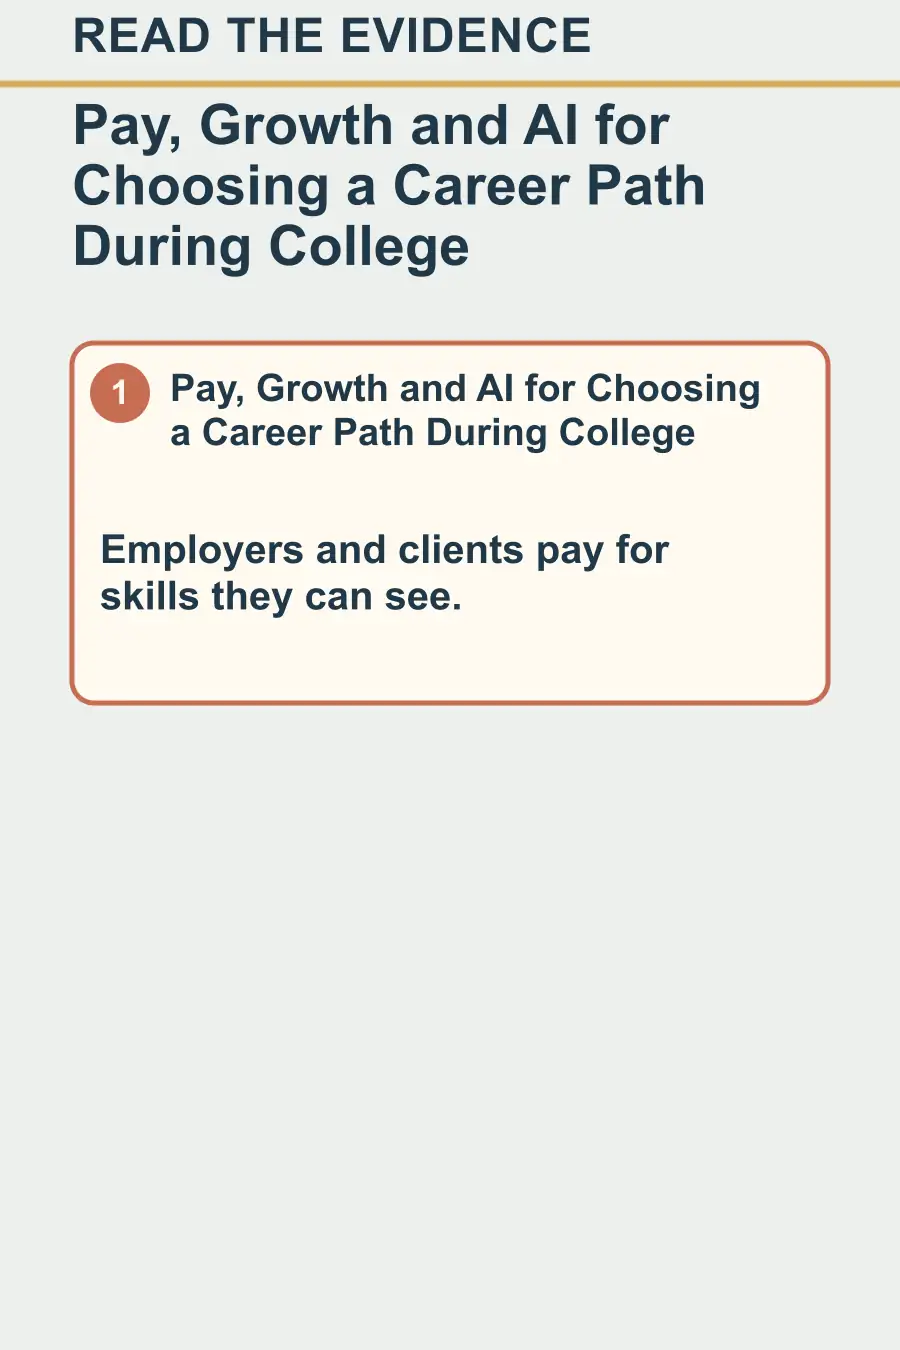 READ THE EVIDENCE
Pay, Growth and AI for
Choosing a Career Path
During College
1
Pay, Growth and AI for Choosing
a Career Path During College
Employers and clients pay for
skills they can see.